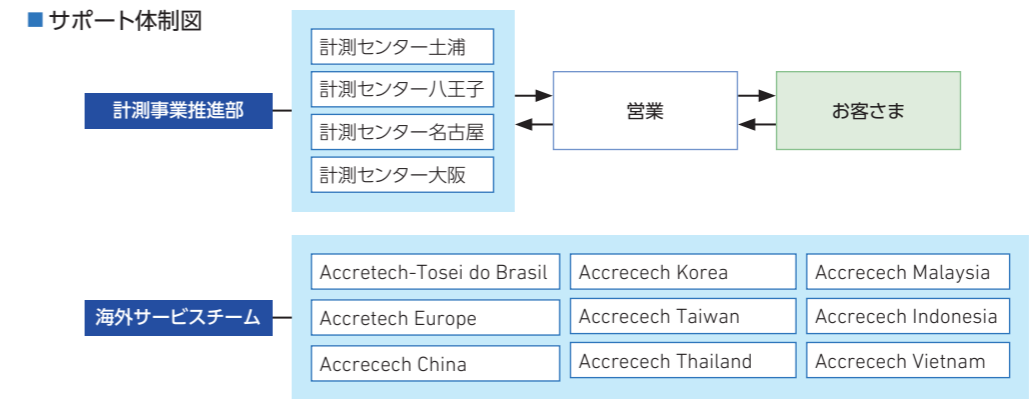 ■サポート体制図
計測事業推進部
計測センター土浦
計測センター八王子
計測センター名古屋
計測センター大阪
営業
お客さま
海外サービスチーム
Accretech-Tosei do Brasil
Accretech Europe
Accrecech China
Accrecech Korea
Accrecech Taiwan
Accrecech Thailand
Accrecech Malaysia
Accrecech Indonesia
Accrecech Vietnam